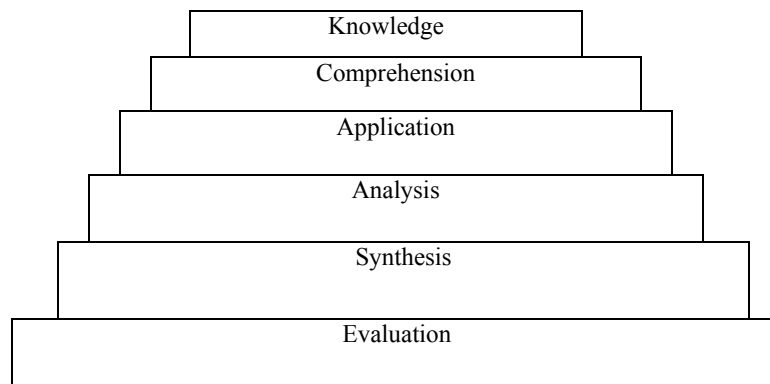 Knowledge
Comprehension
Application
Analysis
Synthesis
Evaluation